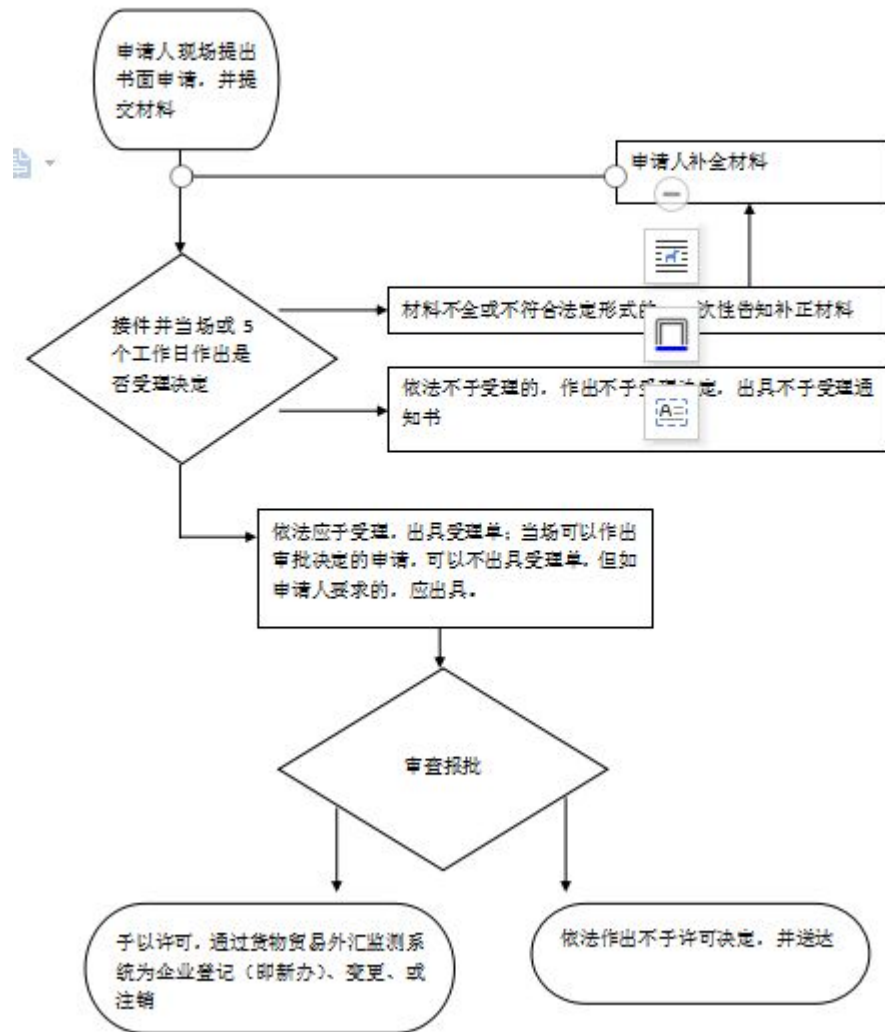 申请人现场提出
书面申请，并提
交材料
申请人补全材料
接件并当场或 5
个工作日作出是
否受理决定
材料不全或不符合法定形式的 次性告知补正材料
依法不予受理的，作出不予受理决定，出具不予受理通
知书
依法应予受理，出具受理单；当场可以作出
审批决定的申请，可以不出具受理单，但如
申请人要求的，应出具。
审查报批
予以许可，通过货物贸易外汇监测系
统为企业登记（即新办）、变更、或
注销
依法作出不予许可决定，并送达